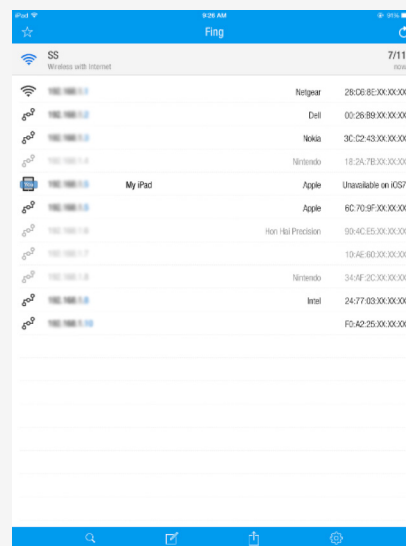 iPad 9:28 AM 91%
Fing
SS 7/11
Wireless with Internet now
Netgear 28:C6:8E:XX:XX:XX
Dell 00:26:B9:XX:XX:XX
Nokia 3C:C2:43:XX:XX:XX
Nintendo 18:2A:7B:XX:XX:XX
My iPad Apple Unavailable on iOS7
Apple 6C:70:9F:XX:XX:XX
Hon Hai Precision 90:4C:E5:XX:XX:XX
10:AE:60:XX:XX:XX
Nintendo 34:AF:2C:XX:XX:XX
Intel 24:77:03:XX:XX:XX
F0:A2:25:XX:XX:XX